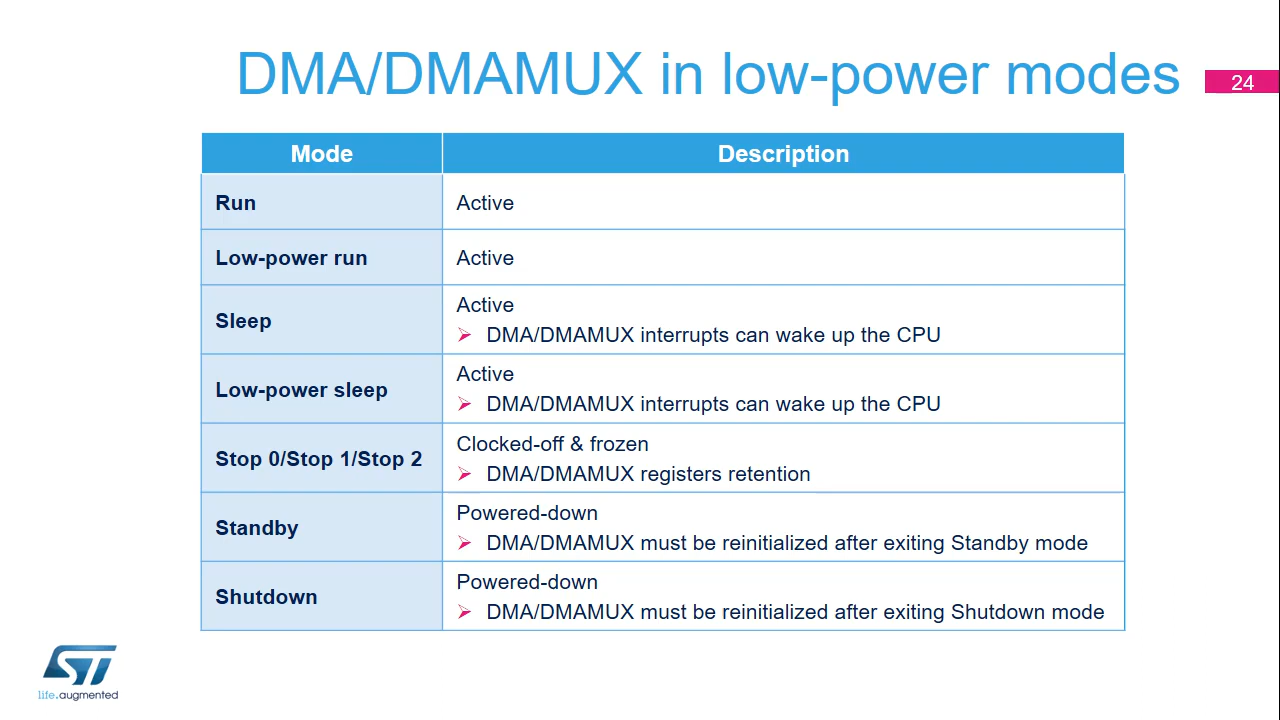 DMA/DMAMUX in low-power modes
24
Mode Description
Run Active
Low-power run Active
Sleep Active
➢ DMA/DMAMUX interrupts can wake up the CPU
Low-power sleep Active
➢ DMA/DMAMUX interrupts can wake up the CPU
Stop 0/Stop 1/Stop 2 Clocked-off & frozen
➢ DMA/DMAMUX registers retention
Standby Powered-down
➢ DMA/DMAMUX must be reinitialized after exiting Standby mode
Shutdown Powered-down
➢ DMA/DMAMUX must be reinitialized after exiting Shutdown mode
ST
life.augmented